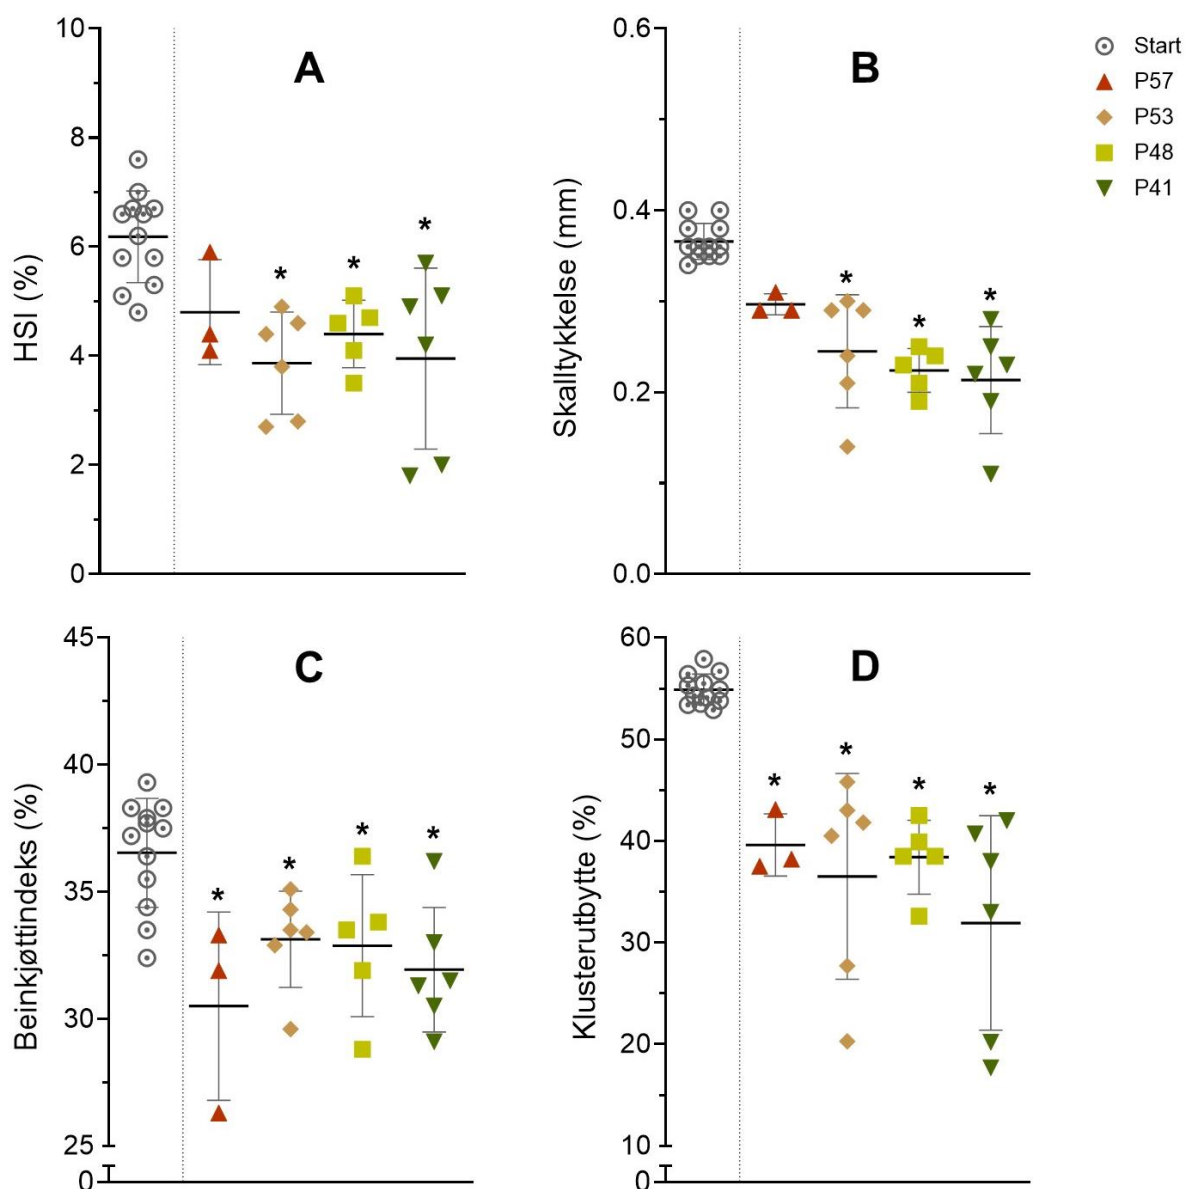 A
HSI (%)
10
8
6
4
2
0
* * *
B
Skalltykkelse (mm)
0.6
0.4
0.2
0.0
* * *
Start
P57
P53
P48
P41
C
Beinkjøttindeks (%)
45
40
35
30
25
0
* * * *
D
Klusterutbytte (%)
60
50
40
30
20
10
0
* * * *